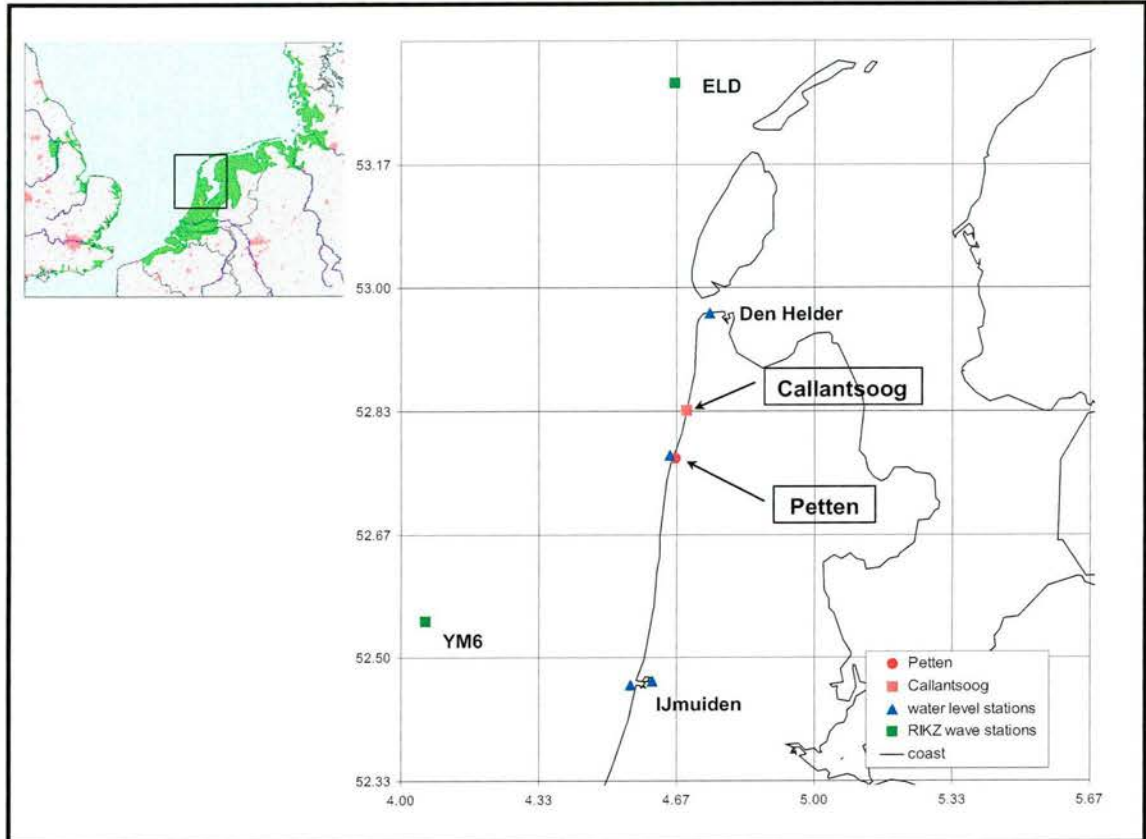 ELD
53.17
53.00
Den Helder
Callantsoog
52.83
Petten
52.67
YM6
52.50
IJmuiden
Petten
Callantsoog
water level stations
RIKZ wave stations
coast
52.33
4.00 4.33 4.67 5.00 5.33 5.67